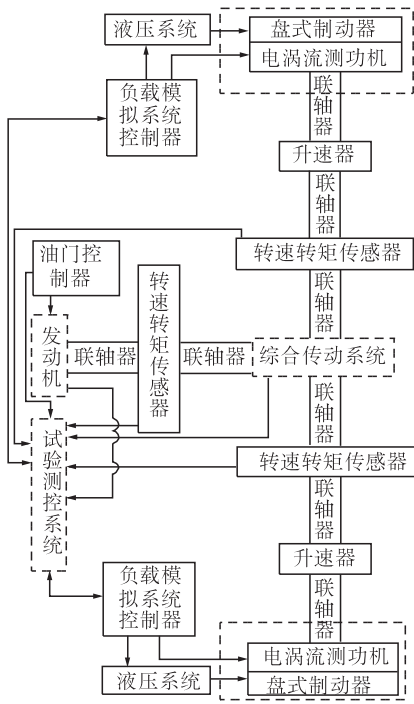 液压系统
盘式制动器
电涡流测功机
负载模
拟系统
控制器
联轴器
升速器
联轴器
转速转矩传感器
油门控
制器
转速转矩传感器
联轴器
发动机
联轴器
联轴器
综合传动系统
联轴器
试验测控系统
转速转矩传感器
联轴器
升速器
负载模
拟系统
控制器
联轴器
电涡流测功机
液压系统
盘式制动器